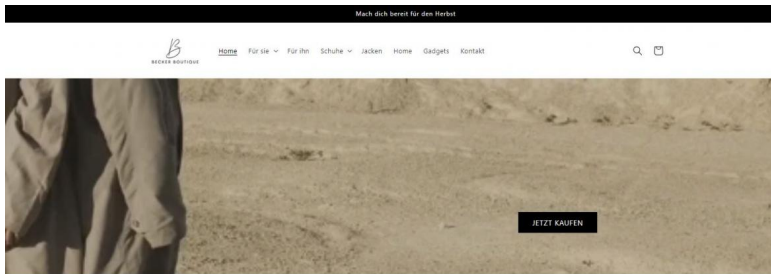 Mach dich bereit für den Herbst
B
BECKER BOUTIQUE
Home Für sie Für ihn Schuhe Jacken Home Gadgets Kontakt
JETZT KAUFEN